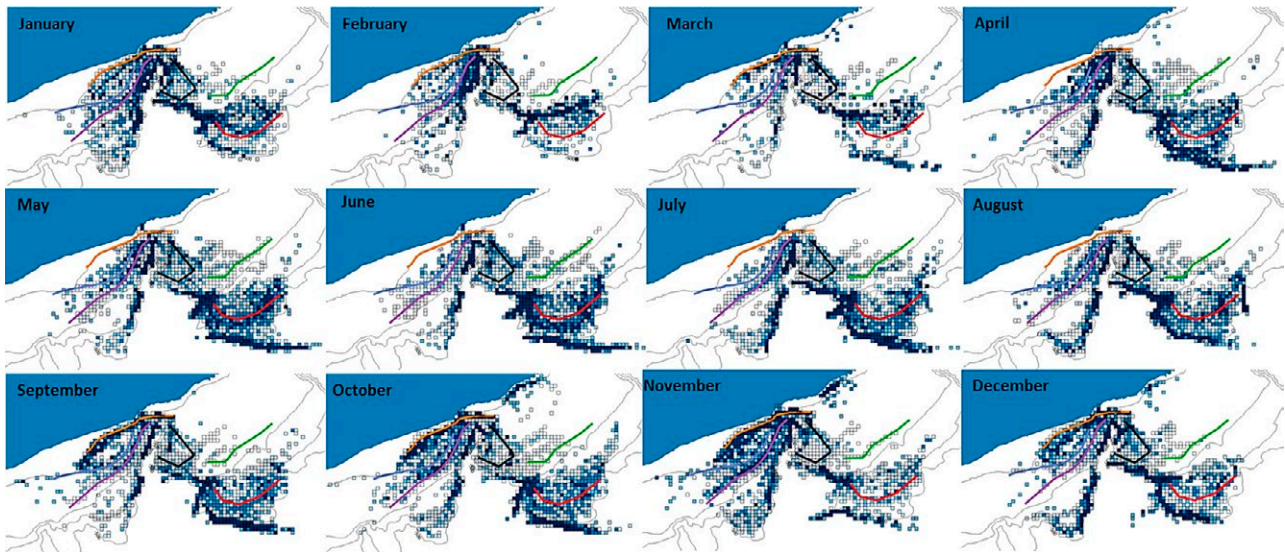 January
February
March
April
May
June
July
August
September
October
November
December